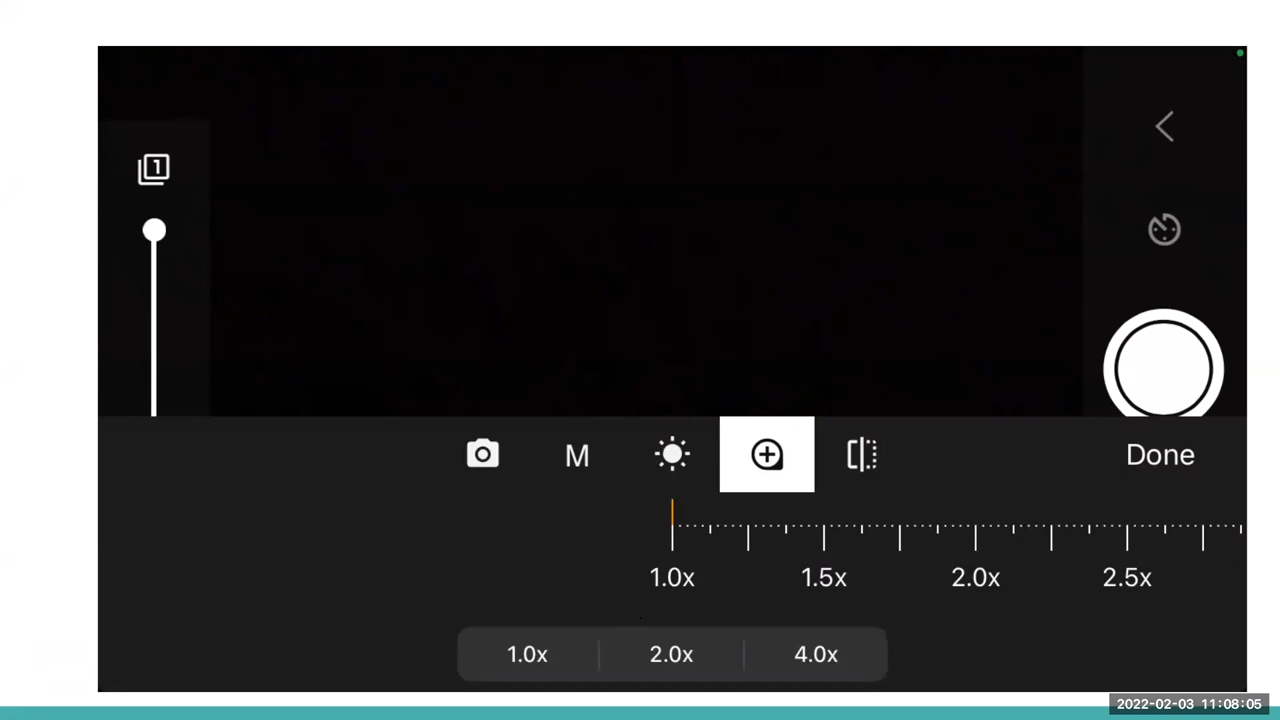 1
M
Done
1.0x 1.5x 2.0x 2.5x
1.0x 2.0x 4.0x
2022-02-03 11:08:05